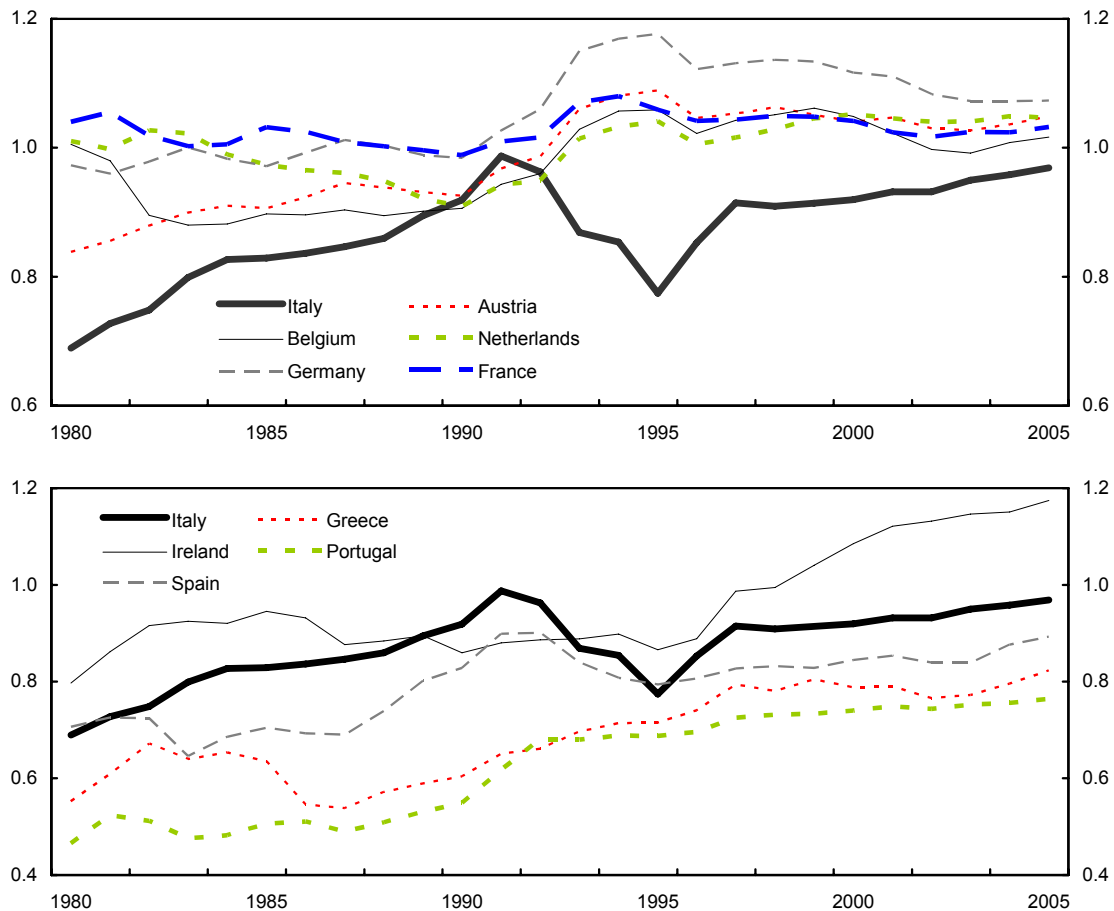 1.2 1.2
1.0 1.0
0.8 0.8
Italy Austria
Belgium Netherlands
Germany France
0.6 0.6
1980 1985 1990 1995 2000 2005
1.2 1.2
Italy Greece
Ireland Portugal
Spain
1.0 1.0
0.8 0.8
0.6 0.6
0.4 0.4
1980 1985 1990 1995 2000 2005